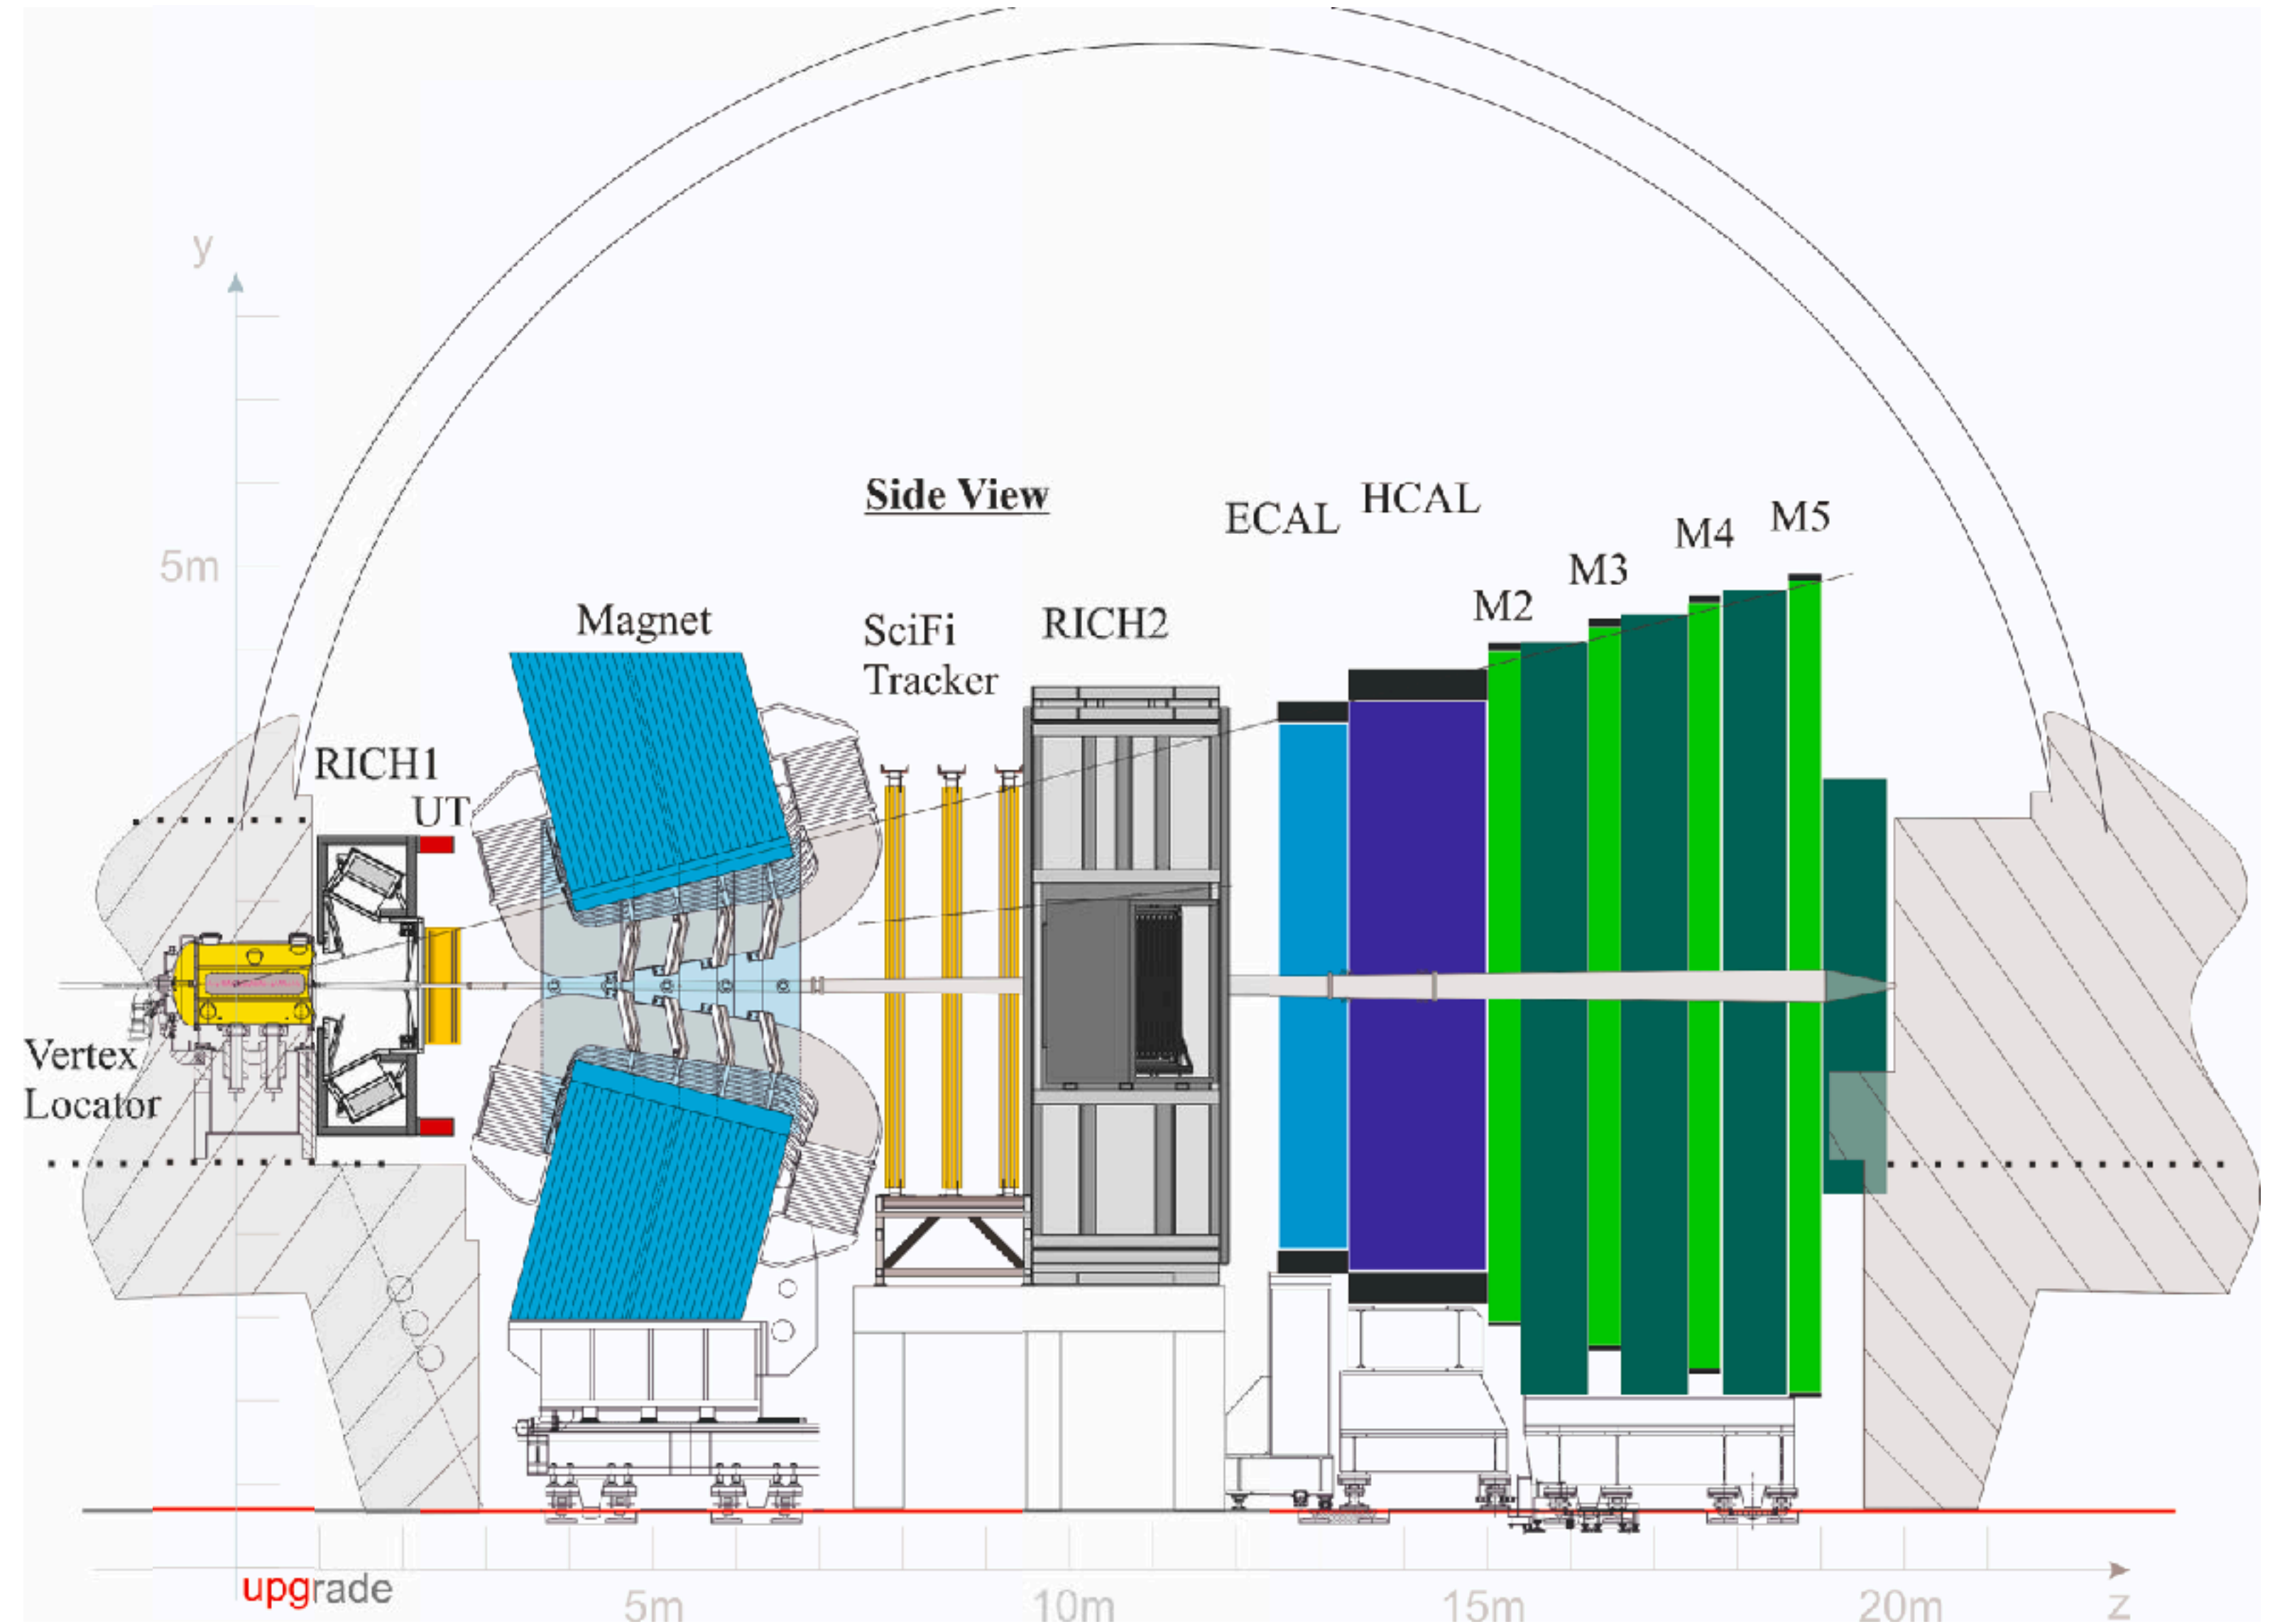 y
5m
Side View
ECAL
HCAL
M2
M3
M4
M5
Magnet
SciFi
Tracker
RICH2
RICH1
UT
Vertex
Locator
upgrade
5m
10m
15m
20m
z